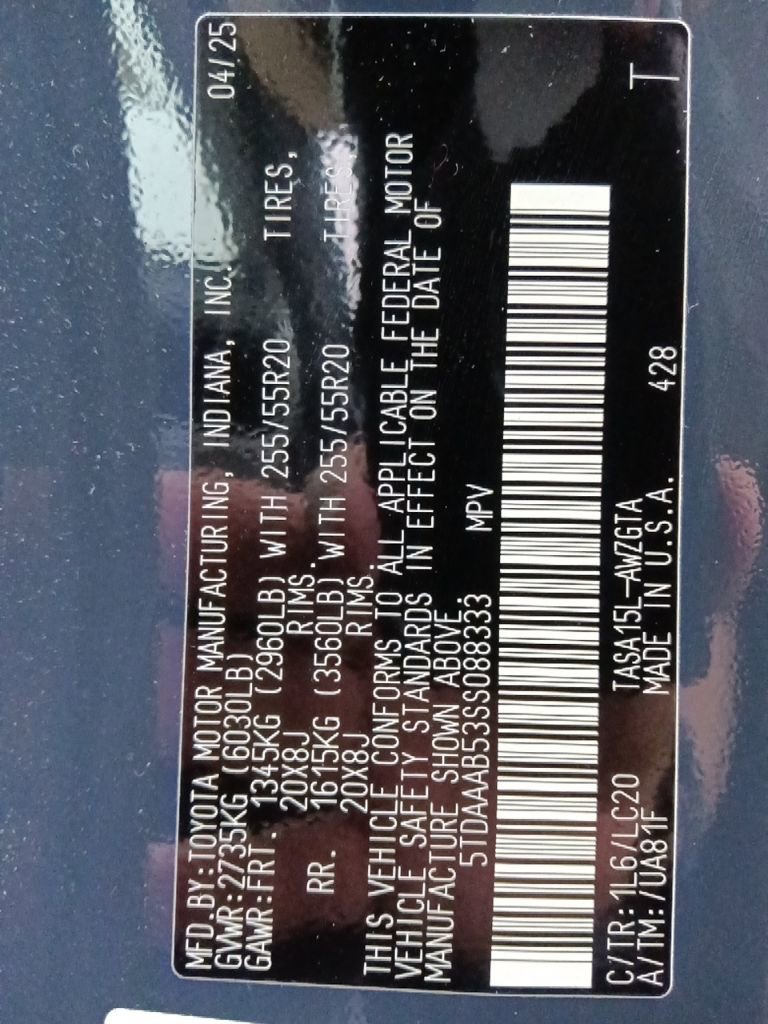 MFD.BY:TOYOTA MOTOR MANUFACTURING, INDIANA, INC. 04/25
GVWR:2735KG (6030LB)
GAWR:FRT. 1345KG (2960LB) WITH 255/55R20 TIRES,
20X8J RIMS.
RR. 1615KG (3560LB) WITH 255/55R20 TIRES,
20X8J RIMS.
THIS VEHICLE CONFORMS TO ALL APPLICABLE FEDERAL MOTOR
VEHICLE SAFETY STANDARDS IN EFFECT ON THE DATE OF
MANUFACTURE SHOWN ABOVE.
5TDAAAB53SS088333 MPV
C/TR:1L6/LC20 TASA15L-AWZGTA
A/TM:/UA81F MADE IN U.S.A. 428 T